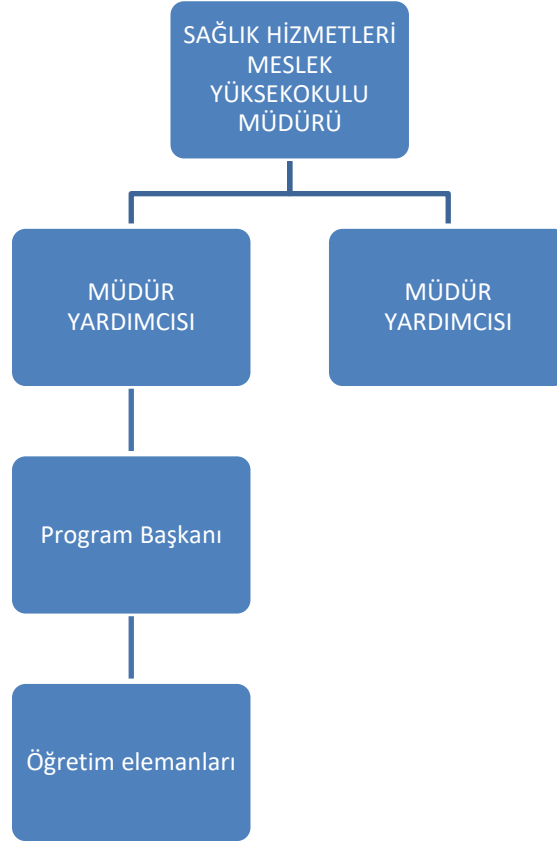 SAĞLIK HİZMETLERİ
MESLEK
YÜKSEKOKULU
MÜDÜRÜ
MÜDÜR
YARDIMCISI
MÜDÜR
YARDIMCISI
Program Başkanı
Öğretim elemanları